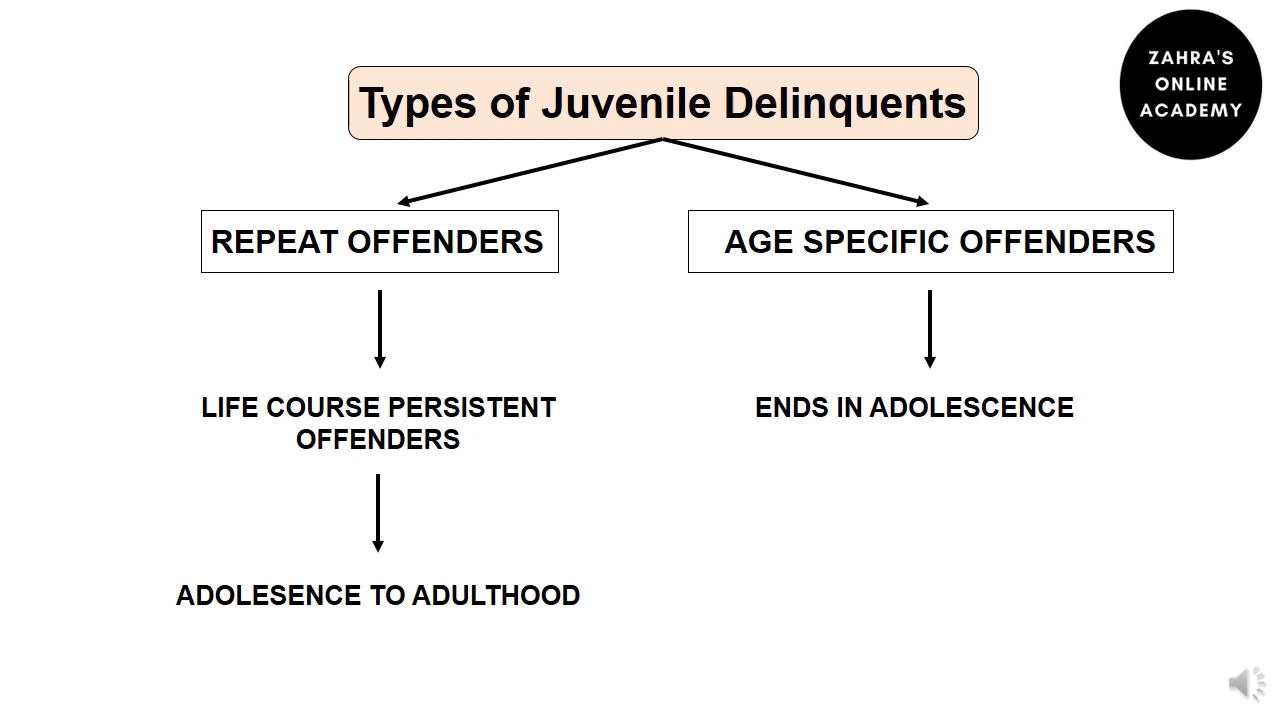 ZAHRA'S
ONLINE
ACADEMY
Types of Juvenile Delinquents
REPEAT OFFENDERS
AGE SPECIFIC OFFENDERS
LIFE COURSE PERSISTENT
OFFENDERS
ENDS IN ADOLESCENCE
ADOLESENCE TO ADULTHOOD